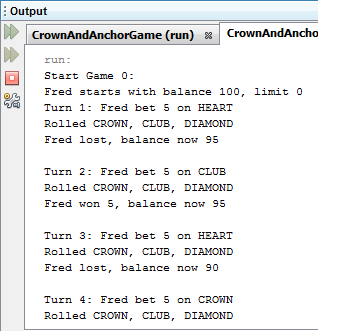 Output
CrownAndAnchorGame (run)
CrownAndAncho
run:
Start Game 0:
Fred starts with balance 100, limit 0
Turn 1: Fred bet 5 on HEART
Rolled CROWN, CLUB, DIAMOND
Fred lost, balance now 95
Turn 2: Fred bet 5 on CLUB
Rolled CROWN, CLUB, DIAMOND
Fred won 5, balance now 95
Turn 3: Fred bet 5 on HEART
Rolled CROWN, CLUB, DIAMOND
Fred lost, balance now 90
Turn 4: Fred bet 5 on CROWN
Rolled CROWN, CLUB, DIAMOND